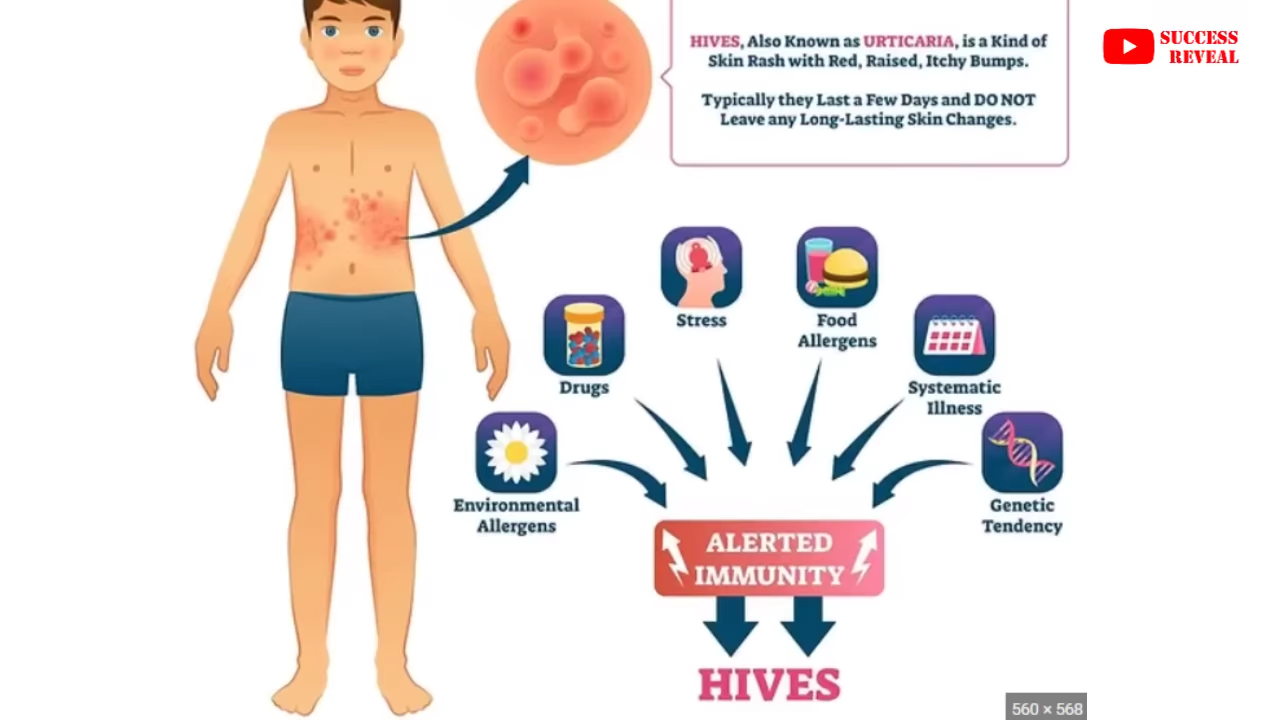 HIVES, Also Known as URTICARIA, is a Kind of
Skin Rash with Red, Raised, Itchy Bumps.
Typically they Last a Few Days and DO NOT
Leave any Long-Lasting Skin Changes.
SUCCESS
REVEAL
Stress
Food
Allergens
Drugs
Systematic
Illness
Environmental
Allergens
Genetic
Tendency
ALERTED
IMMUNITY
HIVES
560 × 568